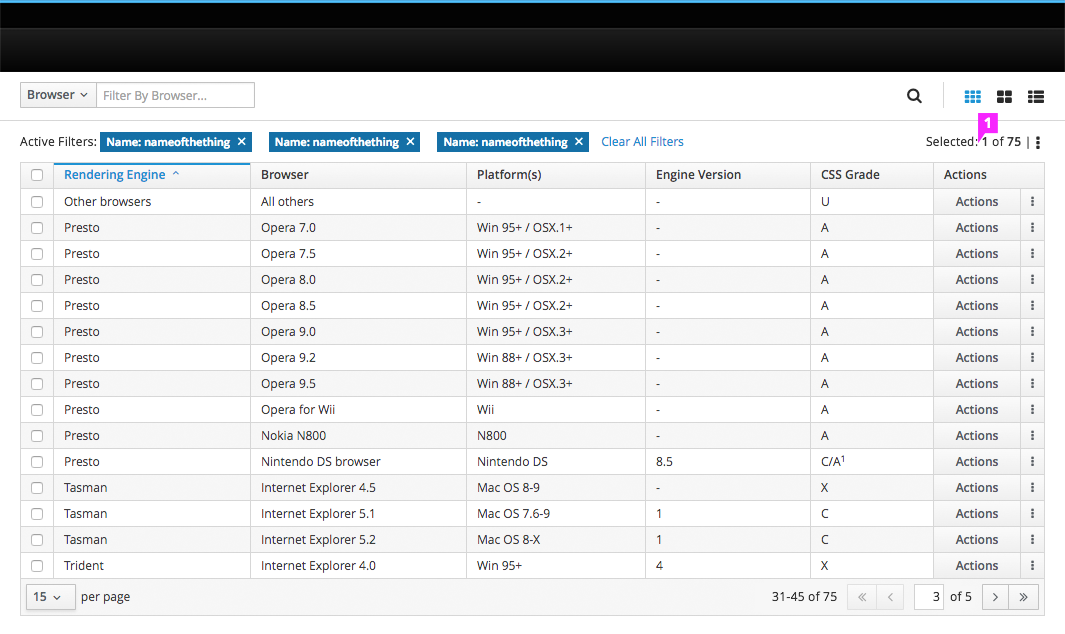 Browser Filter By Browser...
1
Active Filters: Name: nameofthething × Name: nameofthething × Name: nameofthething × Clear All Filters Selected: 1 of 75 |
Rendering Engine Browser Platform(s) Engine Version CSS Grade Actions
Other browsers All others - - U Actions
Presto Opera 7.0 Win 95+ / OSX.1+ - A Actions
Presto Opera 7.5 Win 95+ / OSX.2+ - A Actions
Presto Opera 8.0 Win 95+ / OSX.2+ - A Actions
Presto Opera 8.5 Win 95+ / OSX.2+ - A Actions
Presto Opera 9.0 Win 95+ / OSX.3+ - A Actions
Presto Opera 9.2 Win 88+ / OSX.3+ - A Actions
Presto Opera 9.5 Win 88+ / OSX.3+ - A Actions
Presto Opera for Wii Wii - A Actions
Presto Nokia N800 N800 - A Actions
Presto Nintendo DS browser Nintendo DS 8.5 C/A¹ Actions
Tasman Internet Explorer 4.5 Mac OS 8-9 - X Actions
Tasman Internet Explorer 5.1 Mac OS 7.6-9 1 C Actions
Tasman Internet Explorer 5.2 Mac OS 8-X 1 C Actions
Trident Internet Explorer 4.0 Win 95+ 4 X Actions
15 per page 31-45 of 75 « < 3 of 5 > »